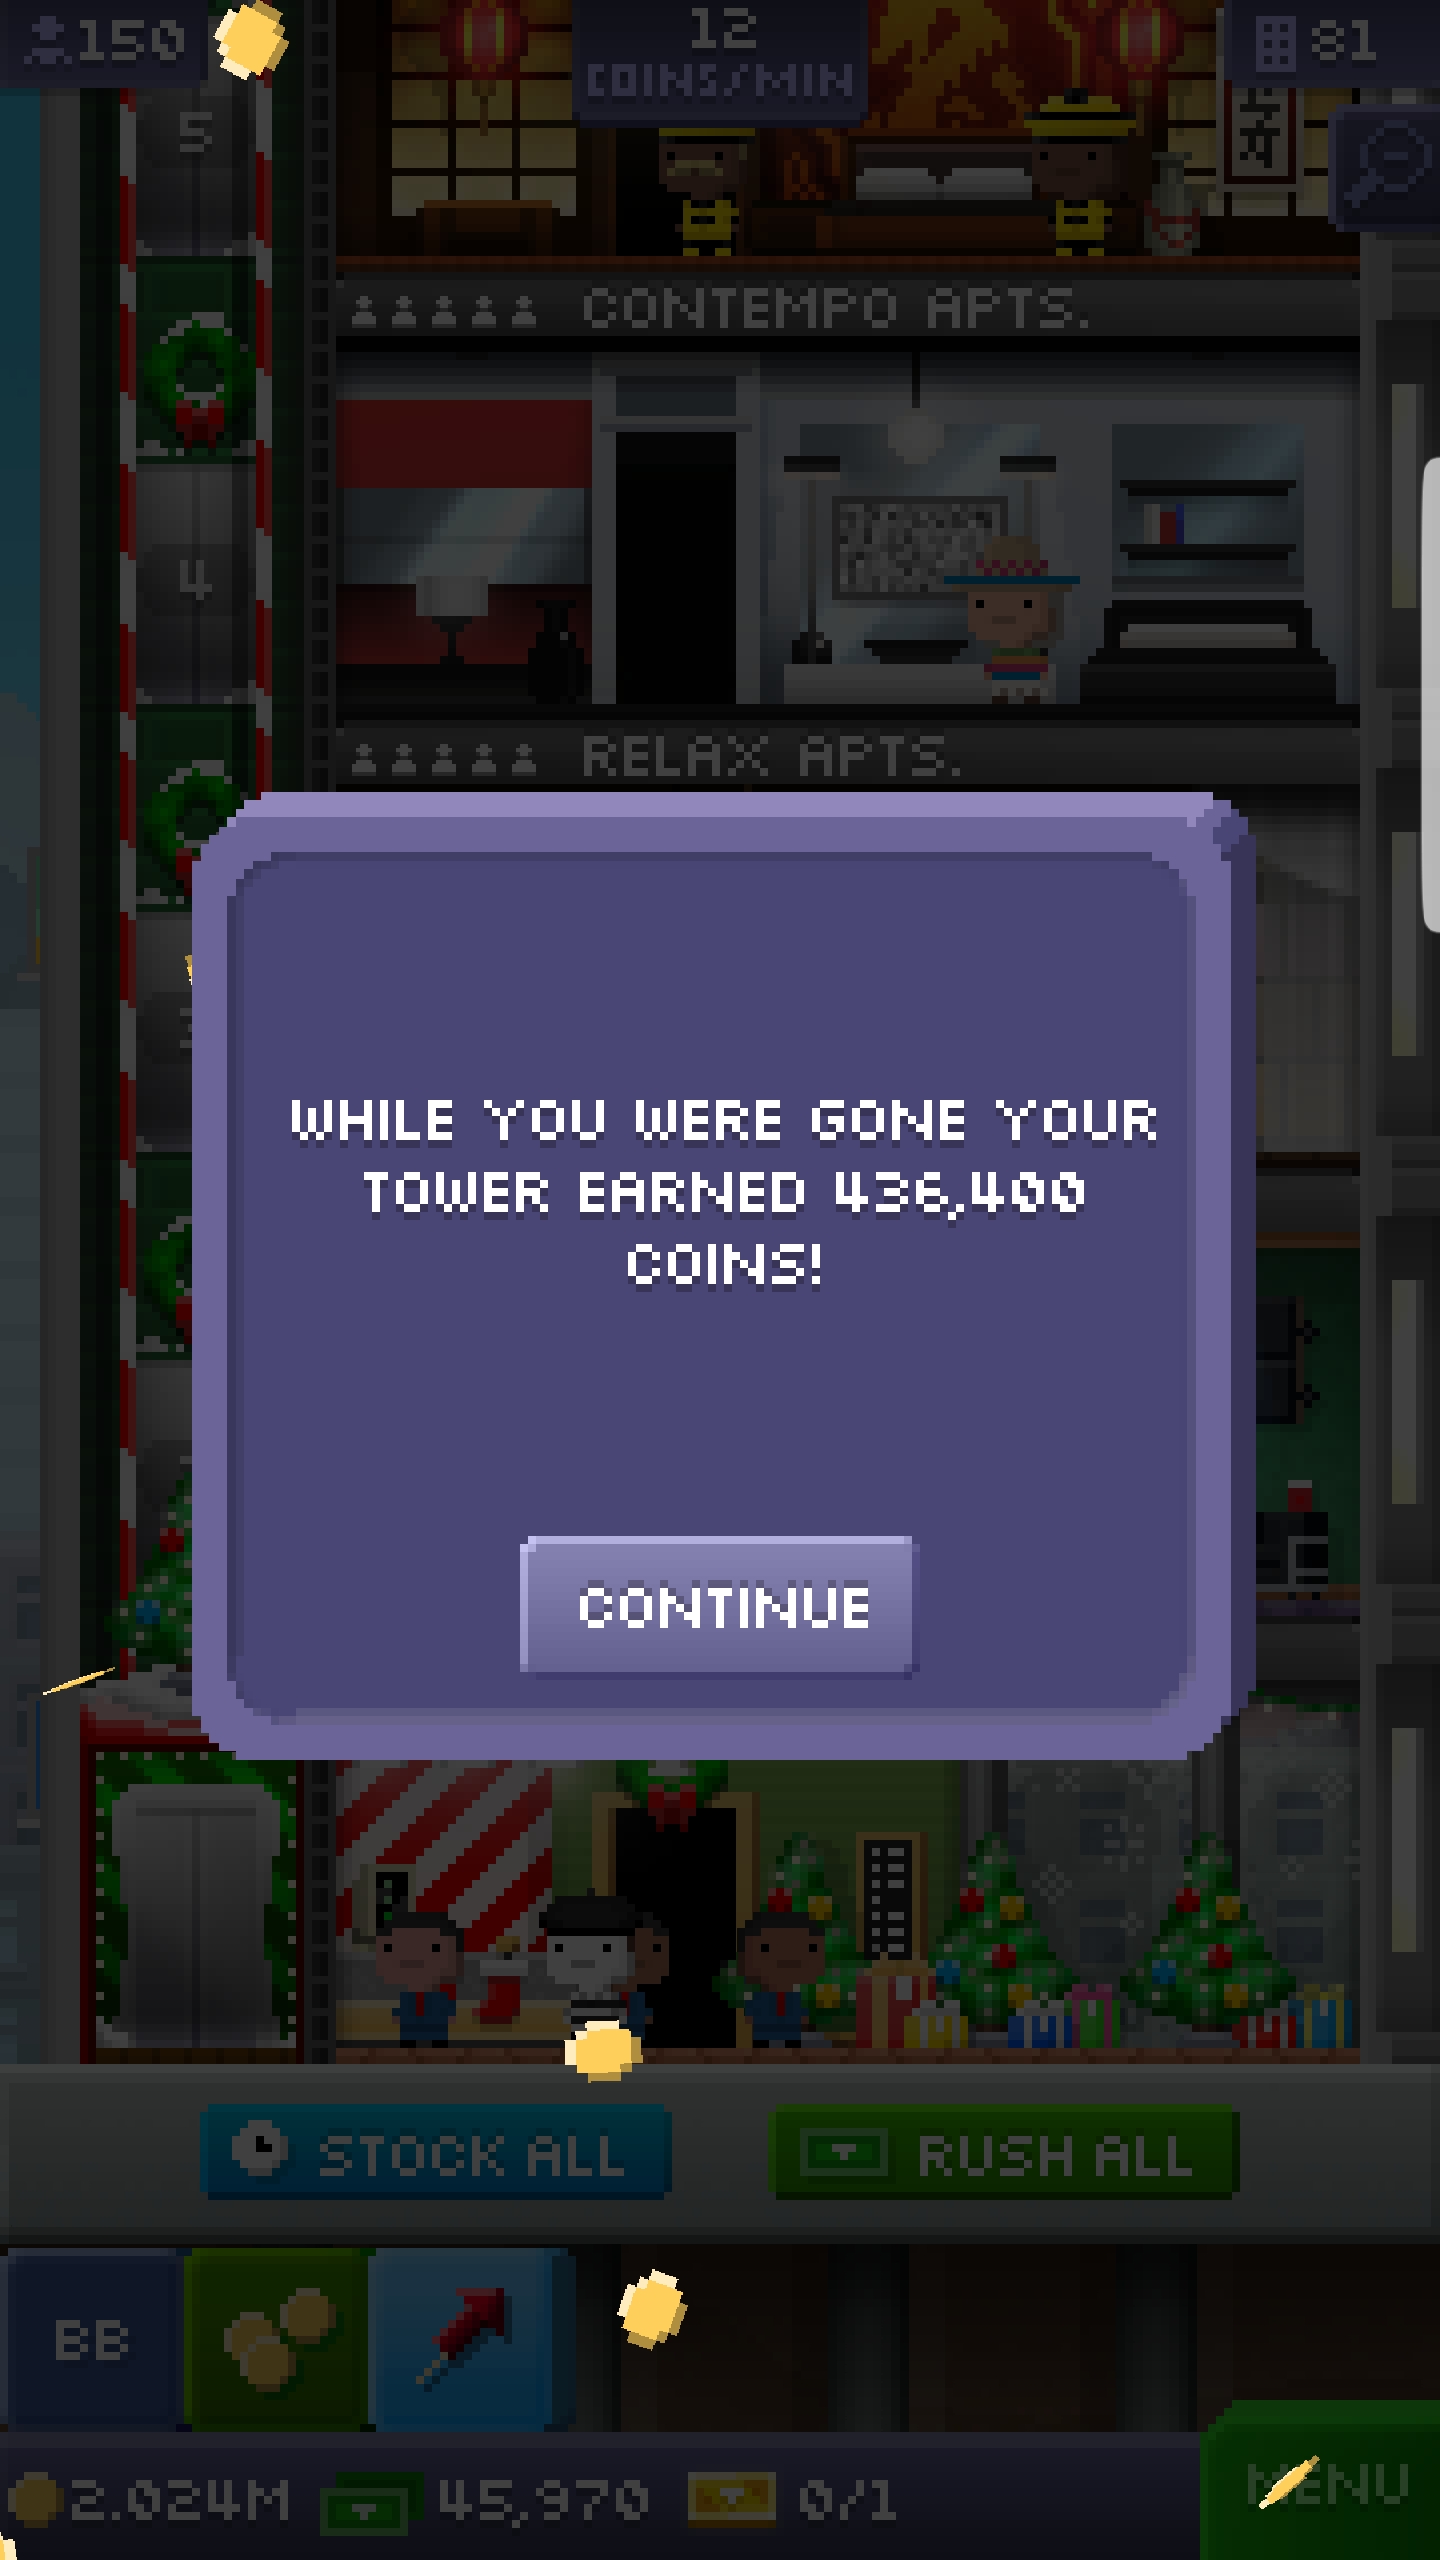 150
12
COINS/MIN
81
5
CONTEMPO APTS.
4
RELAX APTS.
WHILE YOU WERE GONE YOUR
TOWER EARNED 436,400
COINS!
CONTINUE
STOCK ALL
RUSH ALL
BB
2.024M
45,970
0/1
MENU